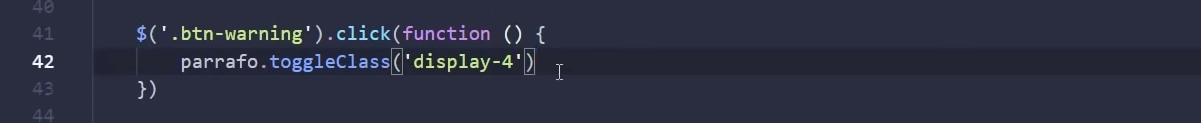 40
41 $('.btn-warning').click(function () {
42 parrafo.toggleClass('display-4')
43 })
44